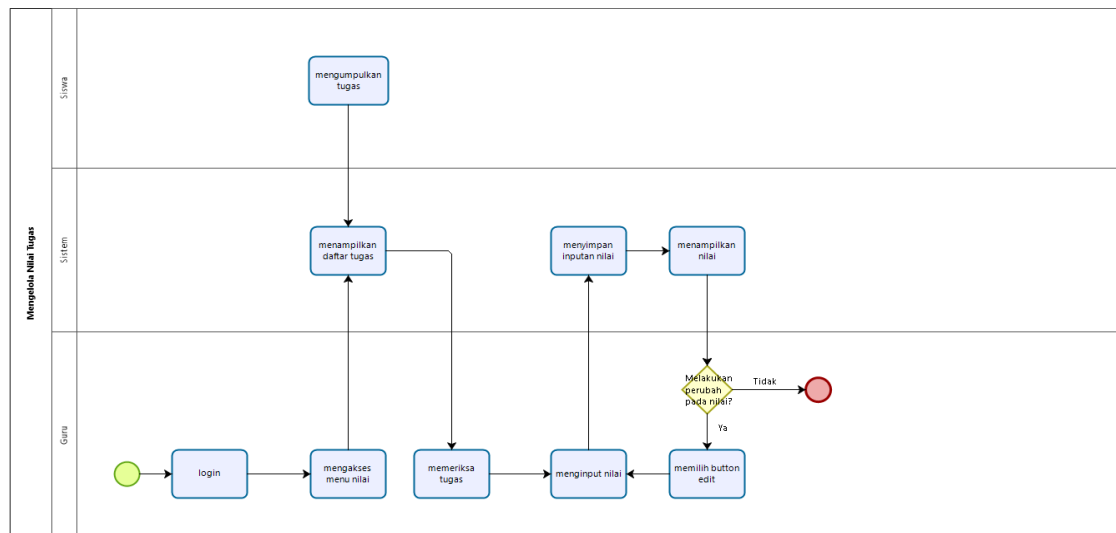 Mengelola Nilai Tugas
Siswa
mengumpulkan
tugas
Sistem
menampilkan
daftar tugas
menyimpan
inputan nilai
menampilkan
nilai
Guru
login
mengakses
menu nilai
memeriksa
tugas
menginput nilai
Melakukan
perubah
pada nilai?
Tidak
Ya
memilih button
edit